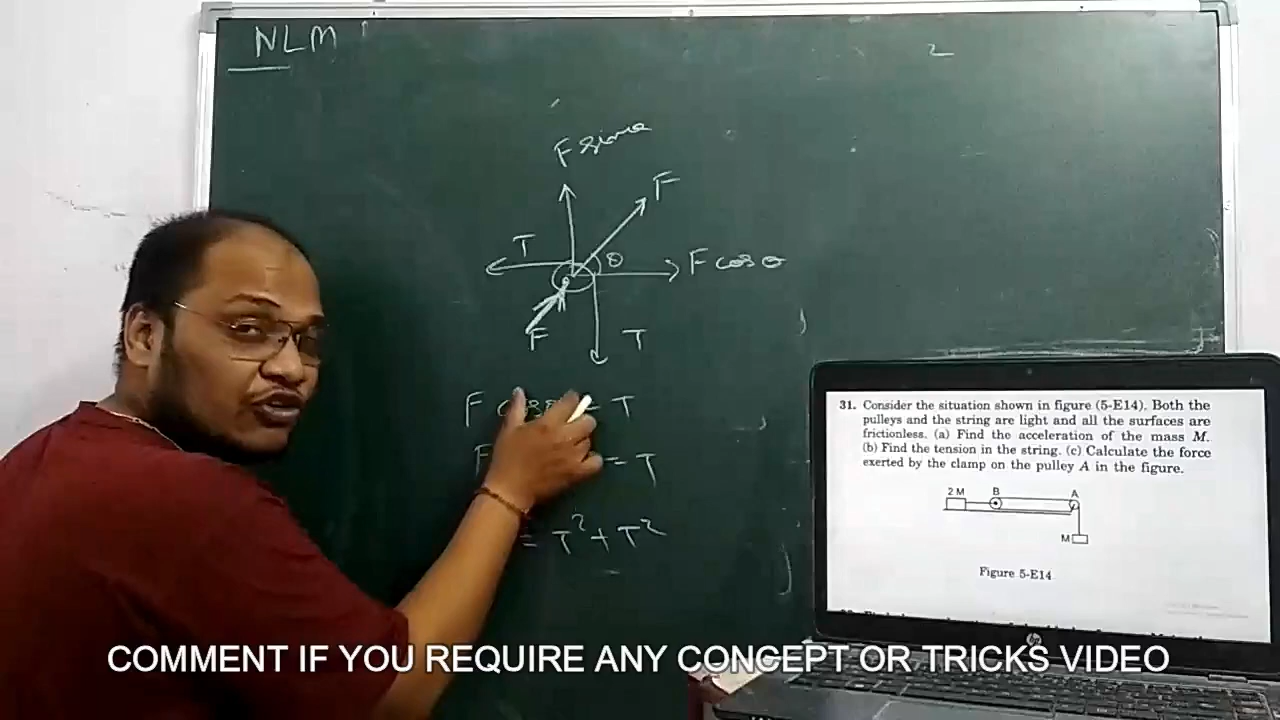 NLM
F sinθ
F
T
θ
F cosθ
F
T
F = T
F = T
= T² + T²
31. Consider the situation shown in figure (5-E14). Both the
pulleys and the string are light and all the surfaces are
frictionless. (a) Find the acceleration of the mass M.
(b) Find the tension in the string. (c) Calculate the force
exerted by the clamp on the pulley A in the figure.
2 M
B
A
M
Figure 5-E14
hp
COMMENT IF YOU REQUIRE ANY CONCEPT OR TRICKS VIDEO